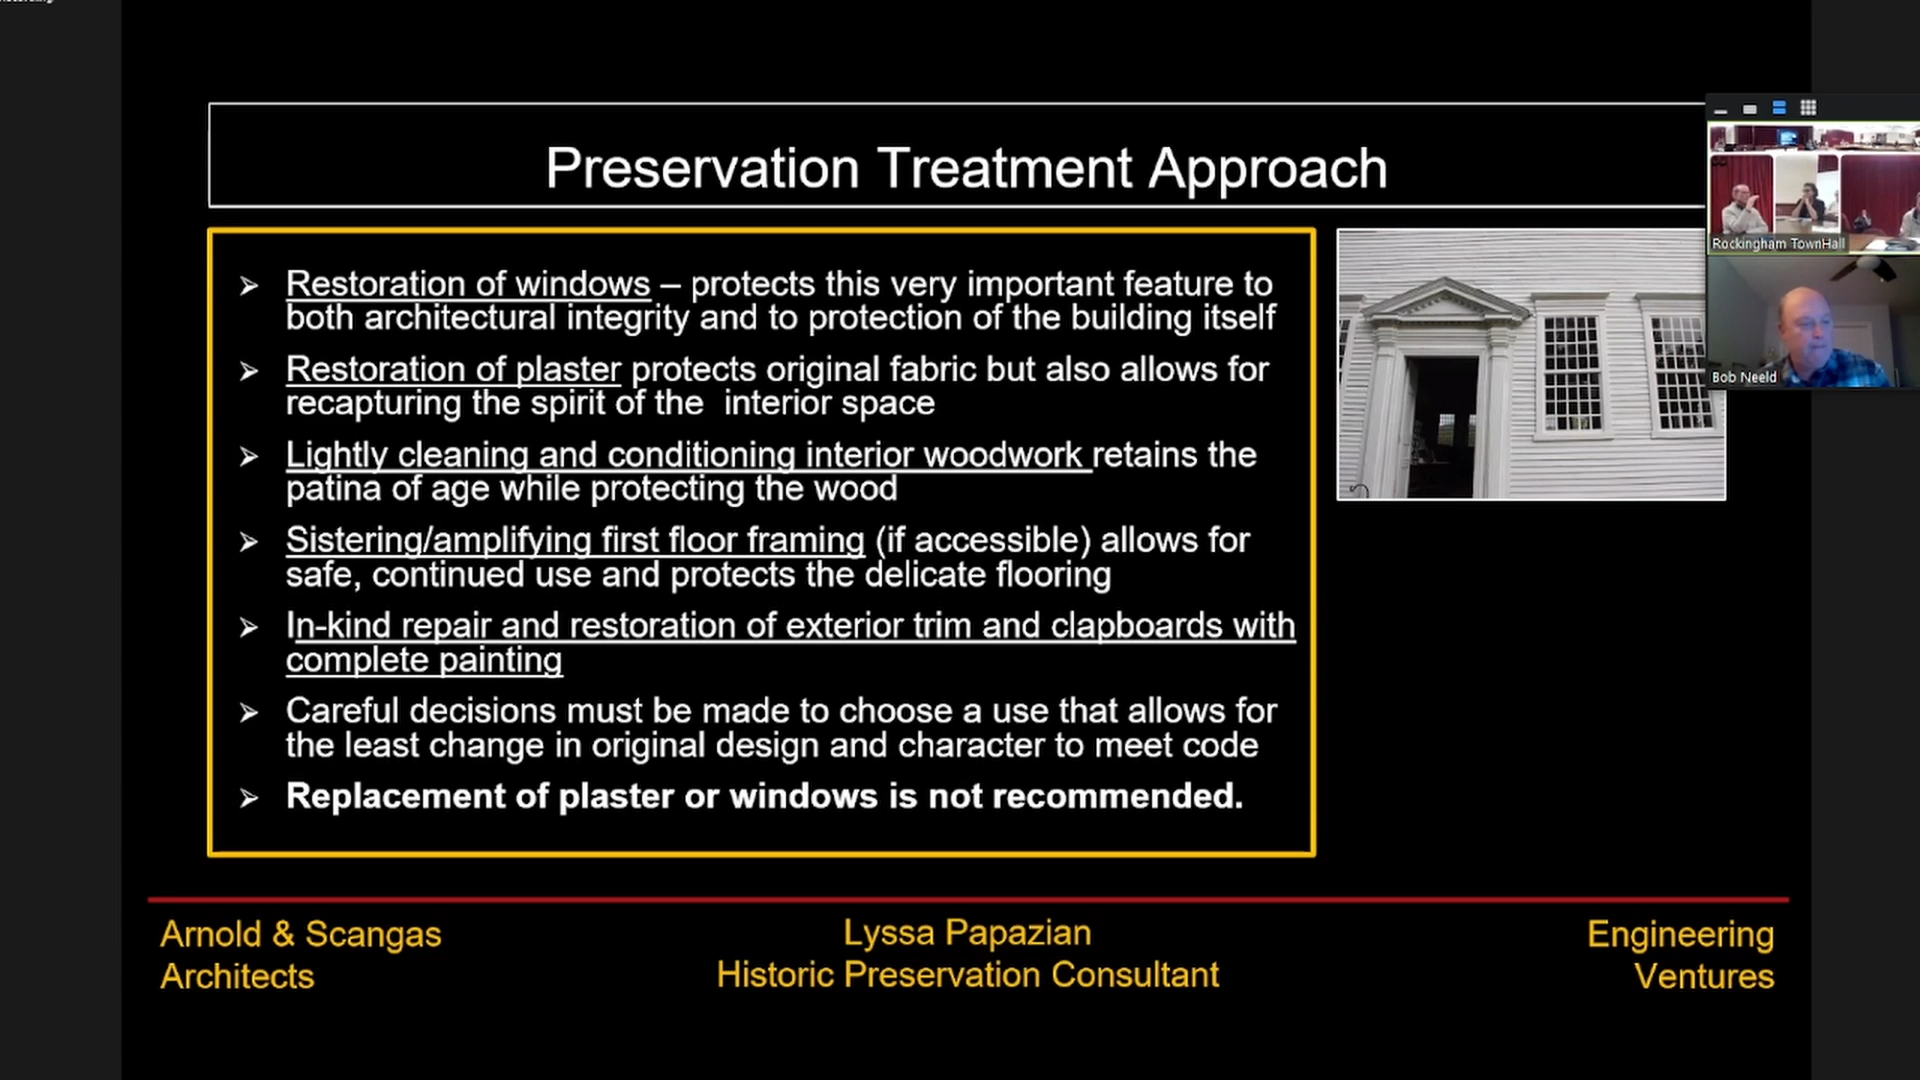 Preservation Treatment Approach
➢ Restoration of windows – protects this very important feature to
both architectural integrity and to protection of the building itself
➢ Restoration of plaster protects original fabric but also allows for
recapturing the spirit of the interior space
➢ Lightly cleaning and conditioning interior woodwork retains the
patina of age while protecting the wood
➢ Sistering/amplifying first floor framing (if accessible) allows for
safe, continued use and protects the delicate flooring
➢ In-kind repair and restoration of exterior trim and clapboards with
complete painting
➢ Careful decisions must be made to choose a use that allows for
the least change in original design and character to meet code
➢ Replacement of plaster or windows is not recommended.
Rockingham TownHall
Bob Neeld
Arnold & Scangas
Architects
Lyssa Papazian
Historic Preservation Consultant
Engineering
Ventures